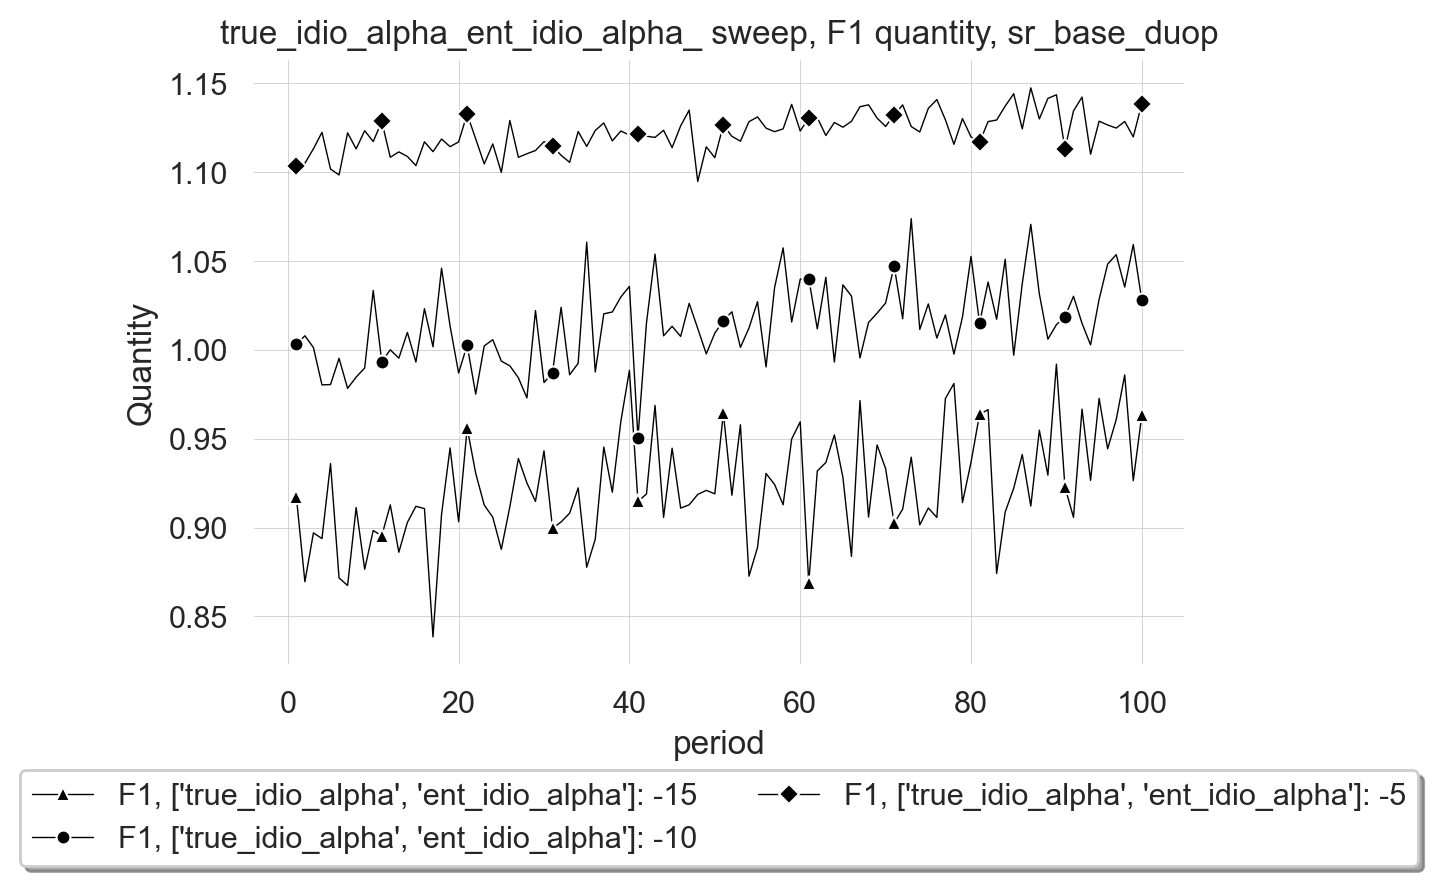 true_idio_alpha_ent_idio_alpha_ sweep, F1 quantity, sr_base_duop
1.15
1.10
1.05
1.00
0.95
0.90
0.85
Quantity
0 20 40 60 80 100
period
F1, ['true_idio_alpha', 'ent_idio_alpha']: -15
F1, ['true_idio_alpha', 'ent_idio_alpha']: -10
F1, ['true_idio_alpha', 'ent_idio_alpha']: -5